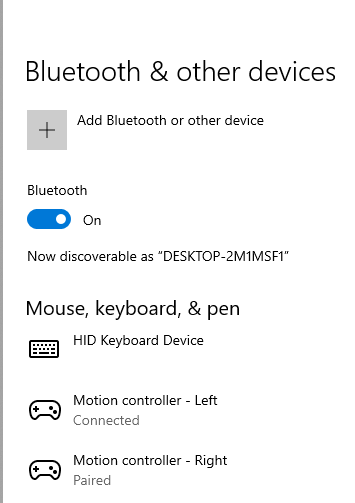 Bluetooth & other devices
Add Bluetooth or other device
Bluetooth
On
Now discoverable as “DESKTOP-2M1MSF1”
Mouse, keyboard, & pen
HID Keyboard Device
Motion controller - Left
Connected
Motion controller - Right
Paired